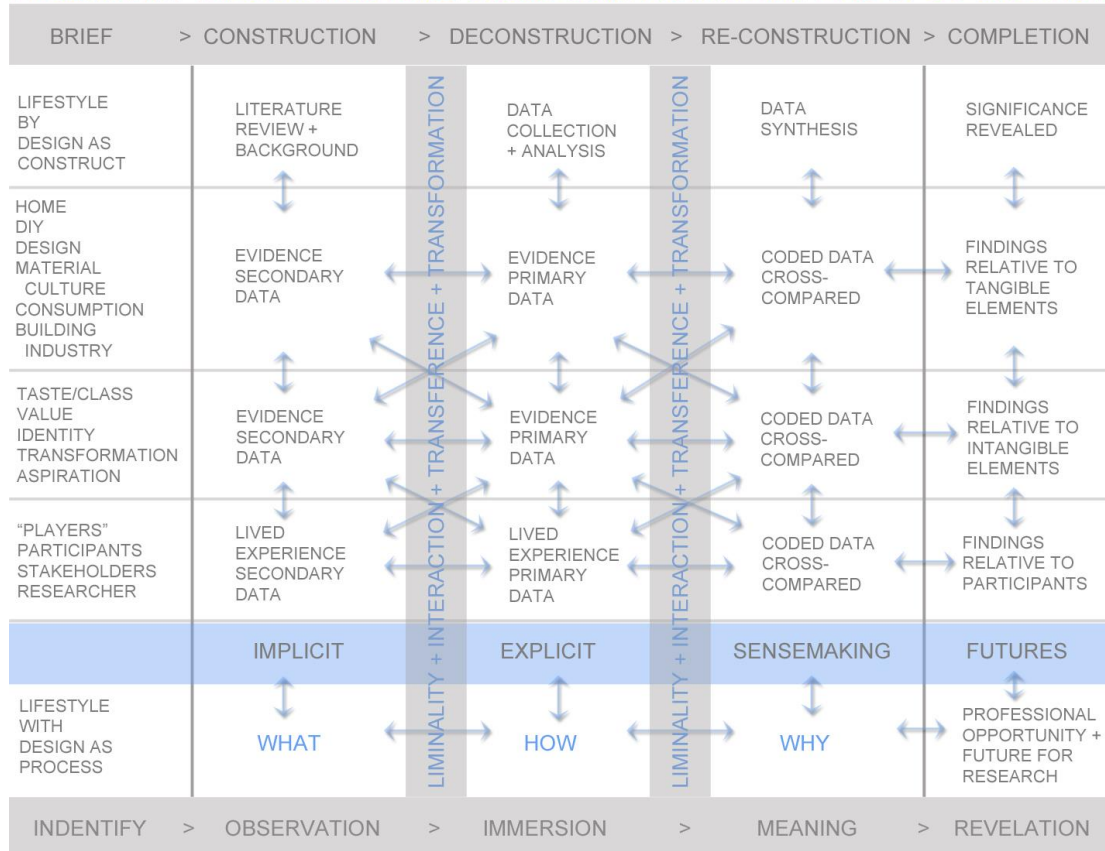 BRIEF > CONSTRUCTION > DECONSTRUCTION > RE-CONSTRUCTION > COMPLETION
LIFESTYLE
BY
DESIGN AS
CONSTRUCT
LITERATURE
REVIEW +
BACKGROUND
DATA
COLLECTION
+ ANALYSIS
DATA
SYNTHESIS
SIGNIFICANCE
REVEALED
LIMINALITY + INTERACTION + TRANSFERENCE + TRANSFORMATION
LIMINALITY + INTERACTION + TRANSFERENCE + TRANSFORMATION
HOME
DIY
DESIGN
MATERIAL
CULTURE
CONSUMPTION
BUILDING
INDUSTRY
EVIDENCE
SECONDARY
DATA
EVIDENCE
PRIMARY
DATA
CODED DATA
CROSS-
COMPARED
FINDINGS
RELATIVE TO
TANGIBLE
ELEMENTS
TASTE/CLASS
VALUE
IDENTITY
TRANSFORMATION
ASPIRATION
EVIDENCE
SECONDARY
DATA
EVIDENCE
PRIMARY
DATA
CODED DATA
CROSS-
COMPARED
FINDINGS
RELATIVE TO
INTANGIBLE
ELEMENTS
“PLAYERS”
PARTICIPANTS
STAKEHOLDERS
RESEARCHER
LIVED
EXPERIENCE
SECONDARY
DATA
LIVED
EXPERIENCE
PRIMARY
DATA
CODED DATA
CROSS-
COMPARED
FINDINGS
RELATIVE TO
PARTICIPANTS
IMPLICIT EXPLICIT SENSEMAKING FUTURES
LIFESTYLE
WITH
DESIGN AS
PROCESS
WHAT
HOW
WHY
PROFESSIONAL
OPPORTUNITY +
FUTURE FOR
RESEARCH
INDENTIFY > OBSERVATION > IMMERSION > MEANING > REVELATION